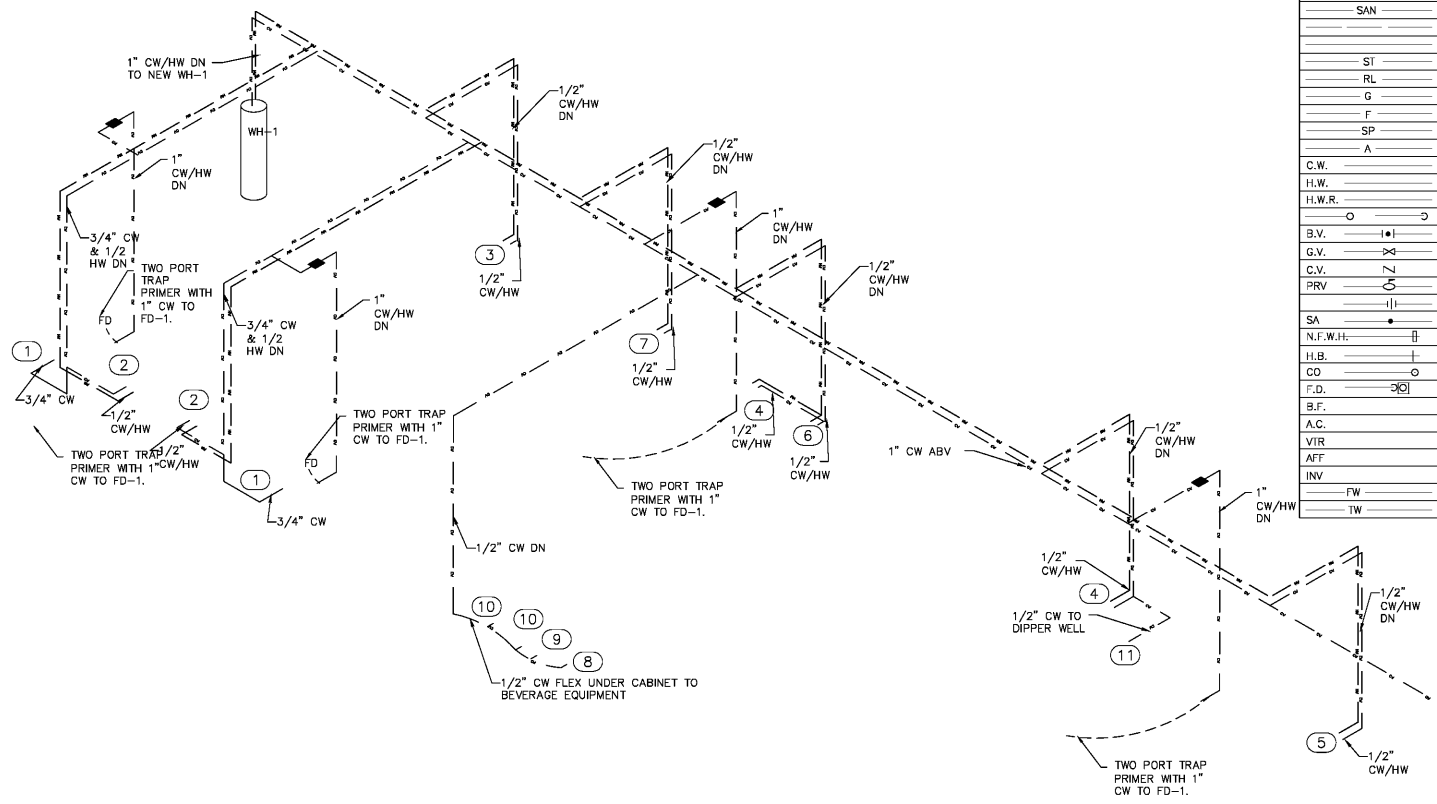 1" CW/HW DN
TO NEW WH-1
WH-1
1"
CW/HW
DN
3/4" CW
& 1/2
HW DN
TWO PORT
TRAP
PRIMER WITH
1" CW TO
FD-1.
FD
1
2
3/4" CW
1/2"
CW/HW
TWO PORT TRAP
PRIMER WITH 1"
CW TO FD-1.
2
1/2"
CW/HW
1
3/4" CW
3/4" CW
& 1/2
HW DN
1"
CW/HW
DN
TWO PORT TRAP
PRIMER WITH 1"
CW TO FD-1.
FD
1/2"
CW/HW
DN
3
1/2"
CW/HW
1/2"
CW/HW
DN
7
1/2"
CW/HW
1"
CW/HW
DN
1/2"
CW/HW
DN
4
1/2"
CW/HW
6
1/2"
CW/HW
TWO PORT TRAP
PRIMER WITH 1"
CW TO FD-1.
1/2" CW DN
10
10
9
8
1/2" CW FLEX UNDER CABINET TO
BEVERAGE EQUIPMENT
1" CW ABV
1/2"
CW/HW
DN
1"
CW/HW
DN
1/2"
CW/HW
4
1/2" CW TO
DIPPER WELL
11
TWO PORT TRAP
PRIMER WITH 1"
CW TO FD-1.
1/2"
CW/HW
DN
5
1/2"
CW/HW
SAN
ST
RL
G
F
SP
A
C.W.
H.W.
H.W.R.
B.V.
G.V.
C.V.
PRV
SA
N.F.W.H.
H.B.
CO
F.D.
B.F.
A.C.
VTR
AFF
INV
FW
TW